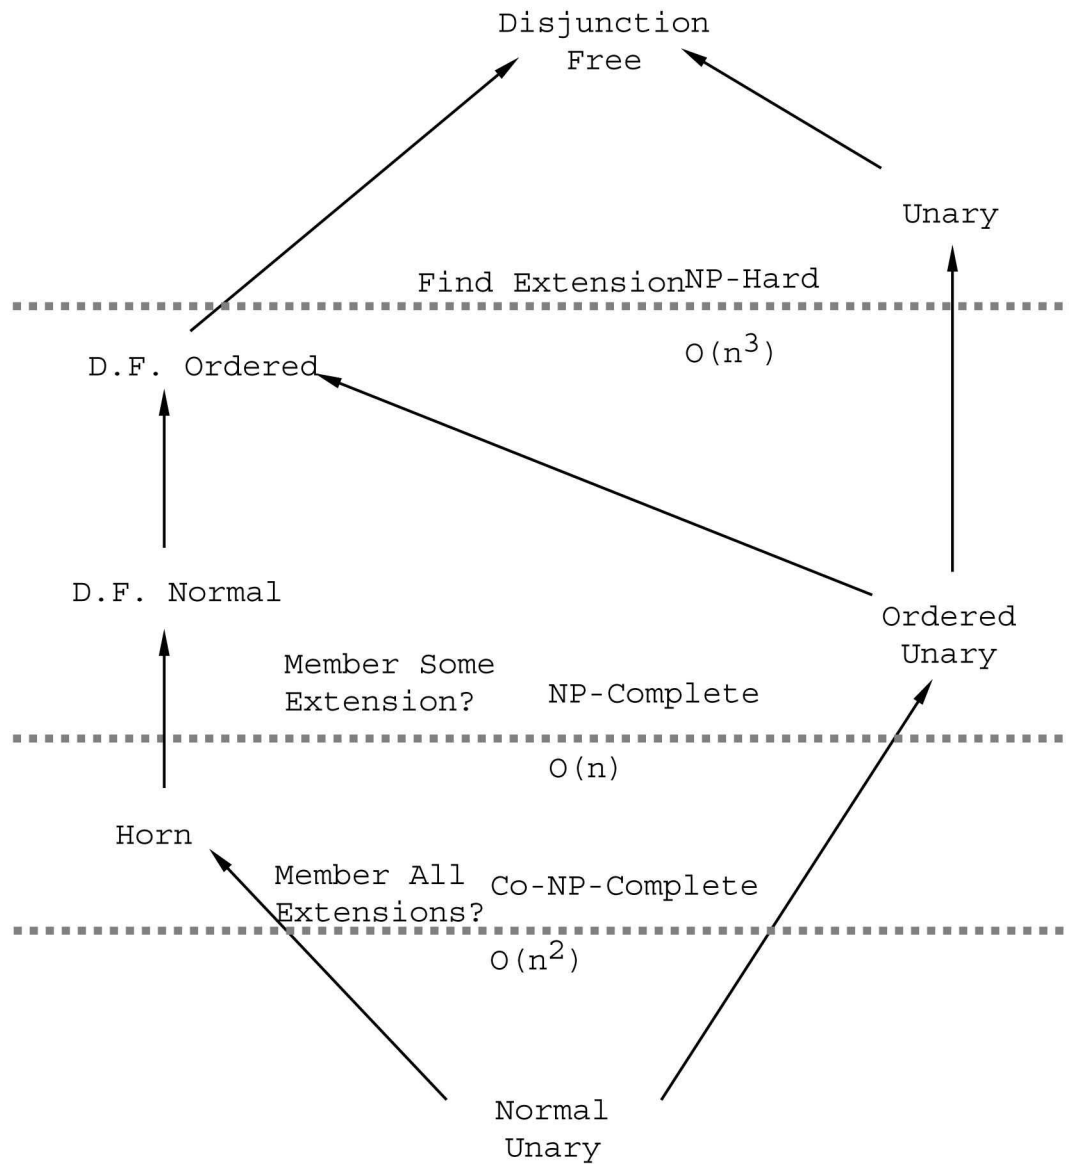 Disjunction
Free
Unary
Find Extension NP-Hard
O(n³)
D.F. Ordered
D.F. Normal
Ordered
Unary
Member Some
Extension?
NP-Complete
O(n)
Horn
Member All
Extensions?
Co-NP-Complete
O(n²)
Normal
Unary